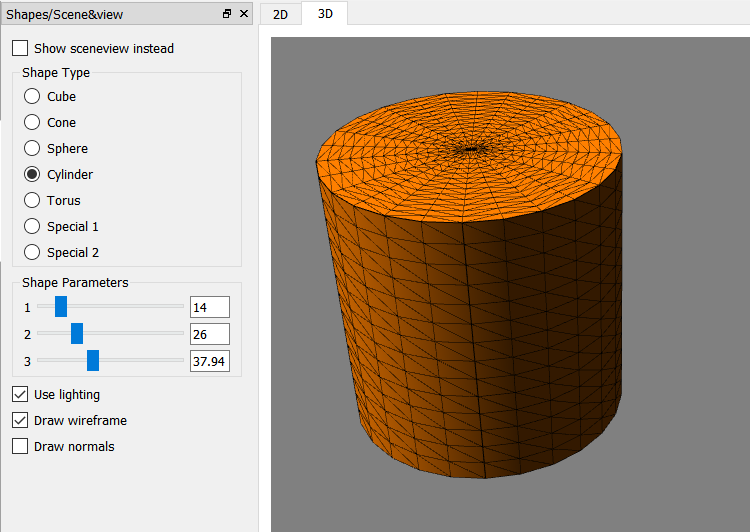 Shapes/Scene&view
2D
3D
Show sceneview instead
Shape Type
Cube
Cone
Sphere
Cylinder
Torus
Special 1
Special 2
Shape Parameters
1 14
2 26
3 37.94
Use lighting
Draw wireframe
Draw normals